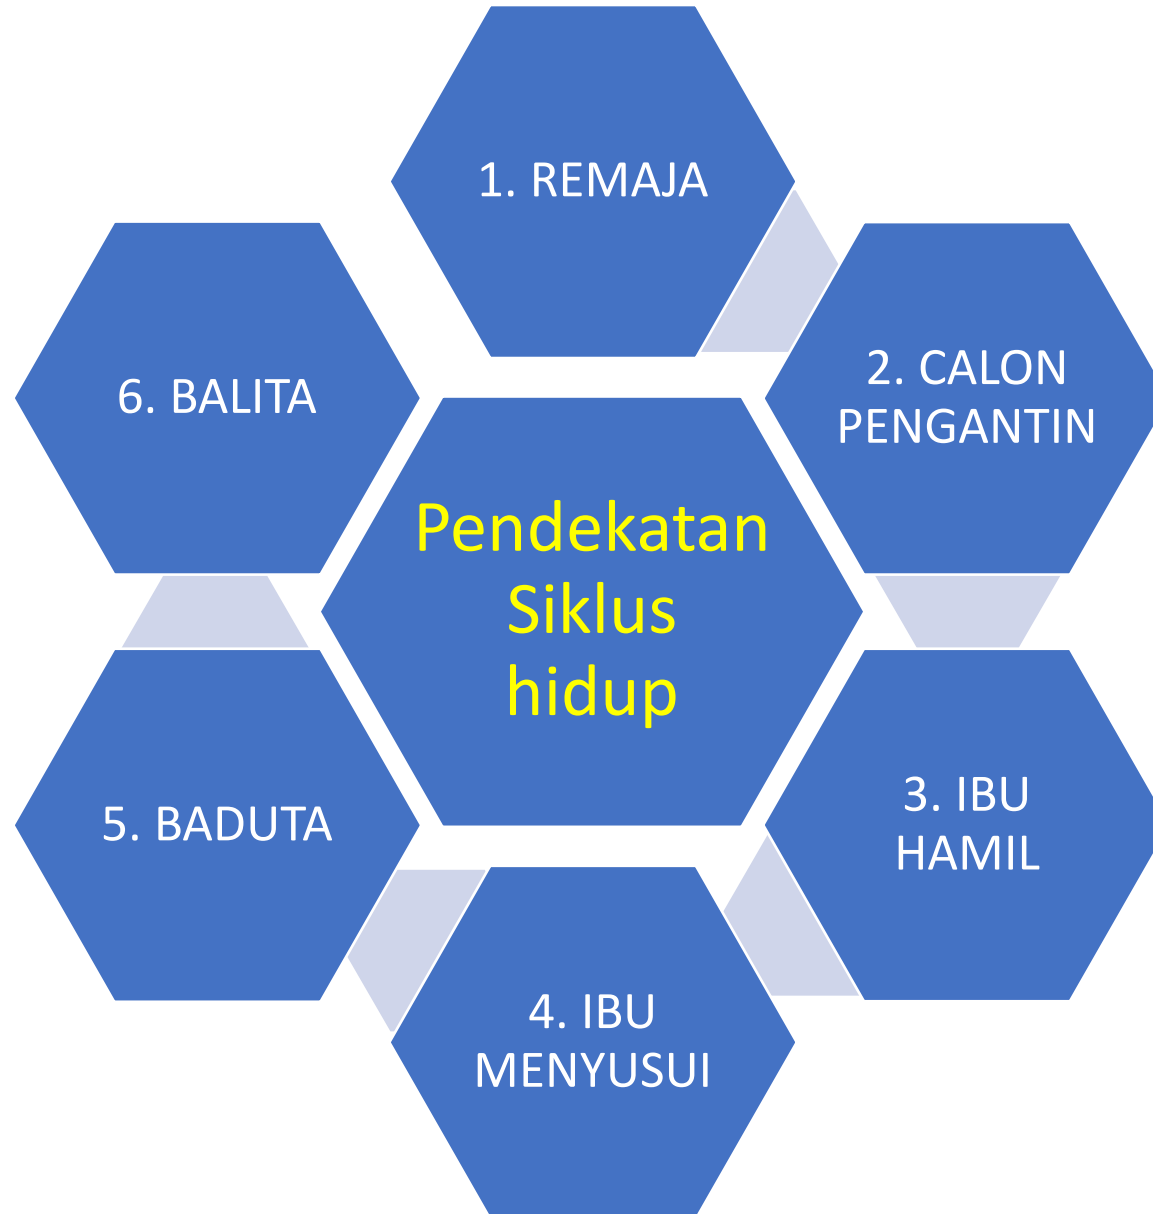 1. REMAJA
2. CALON
PENGANTIN
3. IBU
HAMIL
4. IBU
MENYUSUI
5. BADUTA
6. BALITA
Pendekatan
Siklus
hidup